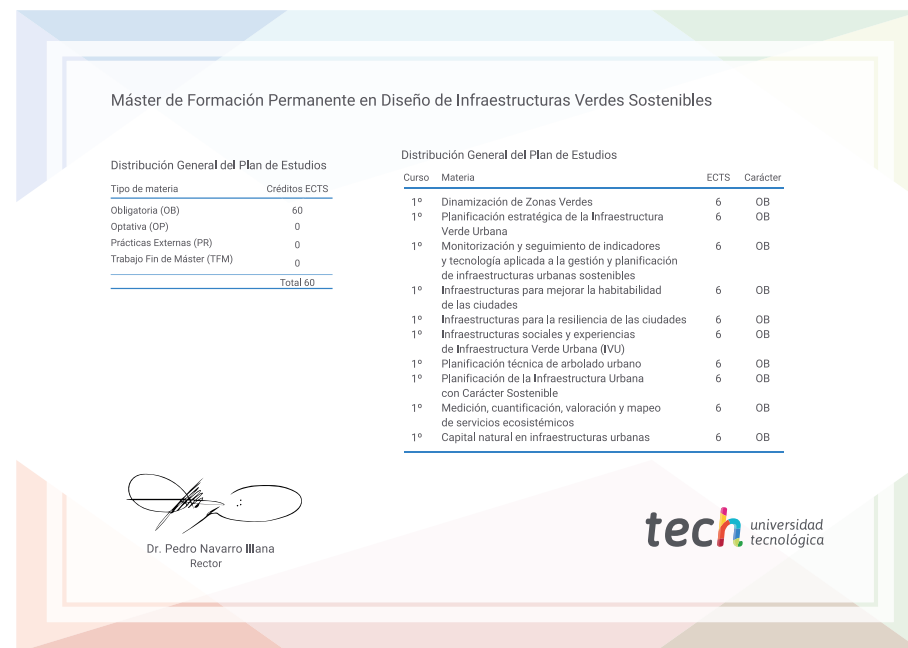 Máster de Formación Permanente en Diseño de Infraestructuras Verdes Sostenibles
Distribución General del Plan de Estudios
Tipo de materia Créditos ECTS
Obligatoria (OB) 60
Optativa (OP) 0
Prácticas Externas (PR) 0
Trabajo Fin de Máster (TFM) 0
Total 60
Distribución General del Plan de Estudios
Curso Materia ECTS Carácter
1º Dinamización de Zonas Verdes 6 OB
1º Planificación estratégica de la Infraestructura 6 OB
Verde Urbana
1º Monitorización y seguimiento de indicadores 6 OB
y tecnología aplicada a la gestión y planificación
de infraestructuras urbanas sostenibles
1º Infraestructuras para mejorar la habitabilidad 6 OB
de las ciudades
1º Infraestructuras para la resiliencia de las ciudades 6 OB
1º Infraestructuras sociales y experiencias 6 OB
de Infraestructura Verde Urbana (IVU)
1º Planificación técnica de arbolado urbano 6 OB
1º Planificación de la Infraestructura Urbana 6 OB
con Carácter Sostenible
1º Medición, cuantificación, valoración y mapeo 6 OB
de servicios ecosistémicos
1º Capital natural en infraestructuras urbanas 6 OB
Dr. Pedro Navarro Illana
Rector
tech universidad
tecnológica